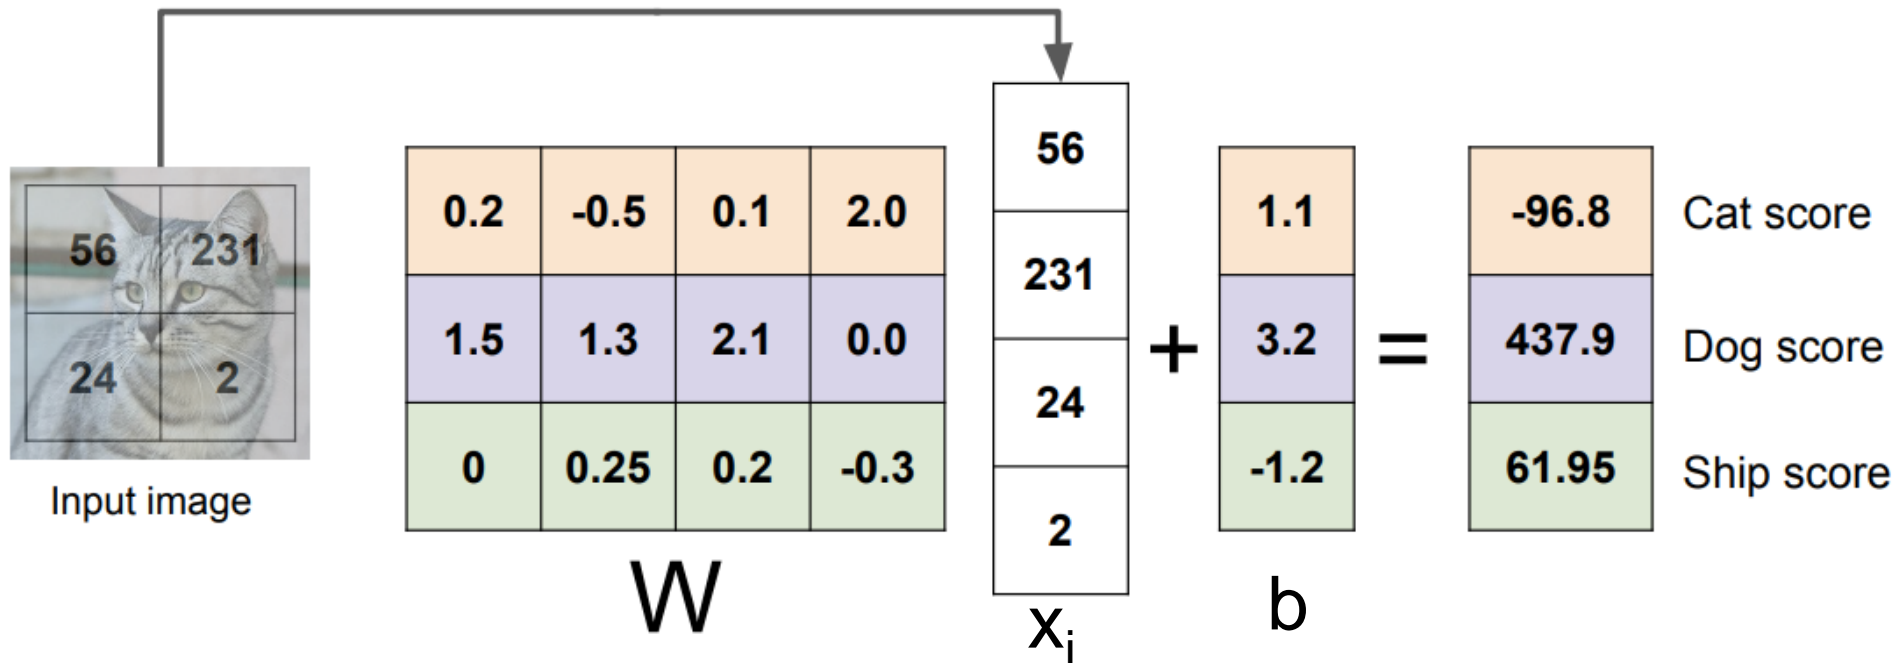 56 231
24 2
Input image
0.2 -0.5 0.1 2.0
1.5 1.3 2.1 0.0
0 0.25 0.2 -0.3
W
56
231
24
2
xi
+
1.1
3.2
-1.2
b
=
-96.8 Cat score
437.9 Dog score
61.95 Ship score